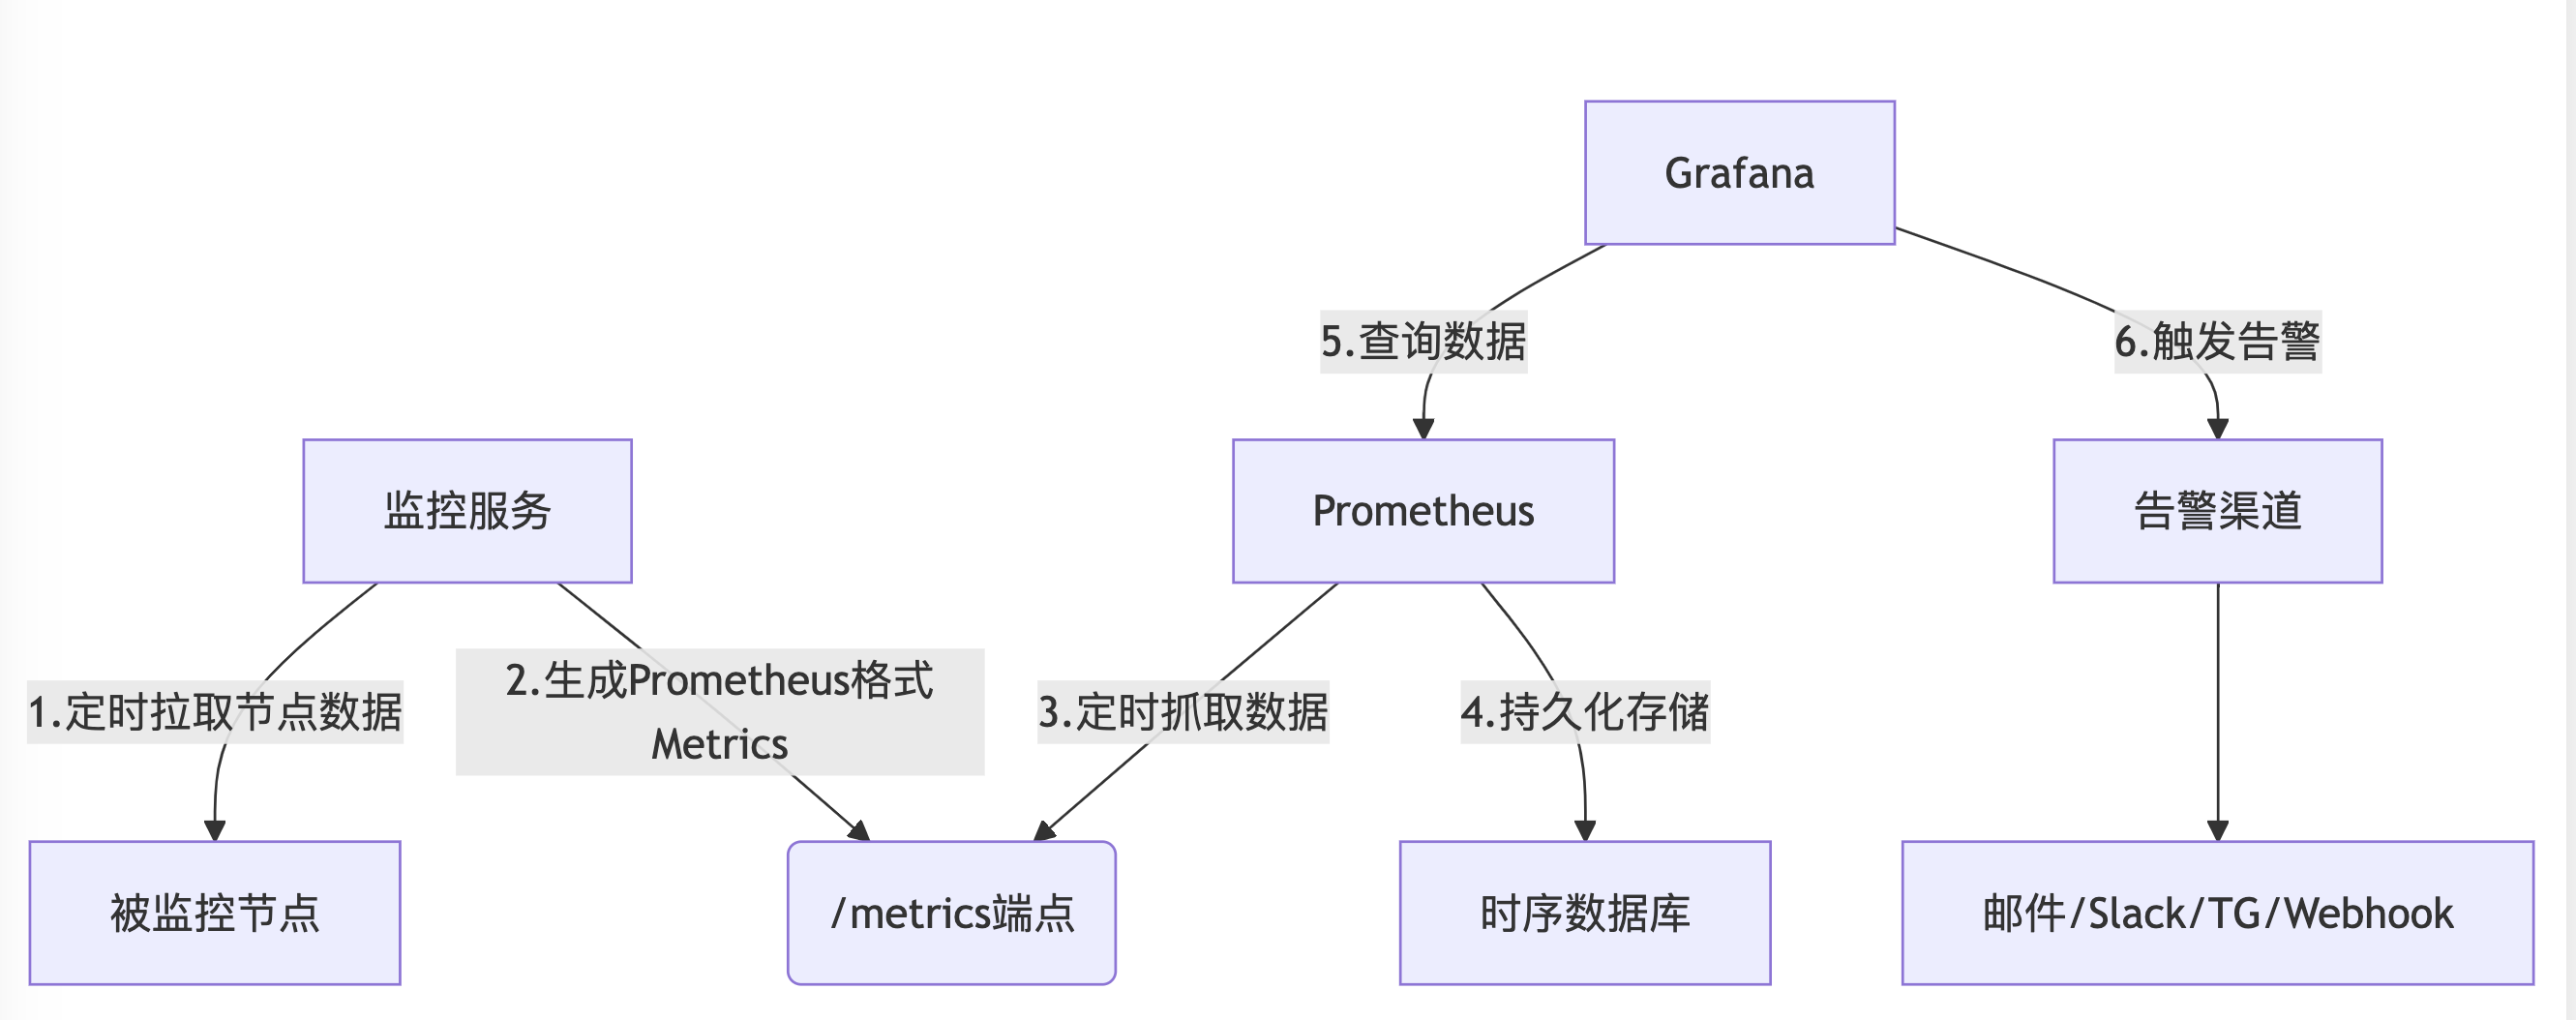 Grafana
5.查询数据
6.触发告警
监控服务
Prometheus
告警渠道
1.定时拉取节点数据
2.生成Prometheus格式
Metrics
3.定时抓取数据
4.持久化存储
被监控节点
/metrics端点
时序数据库
邮件/Slack/TG/Webhook